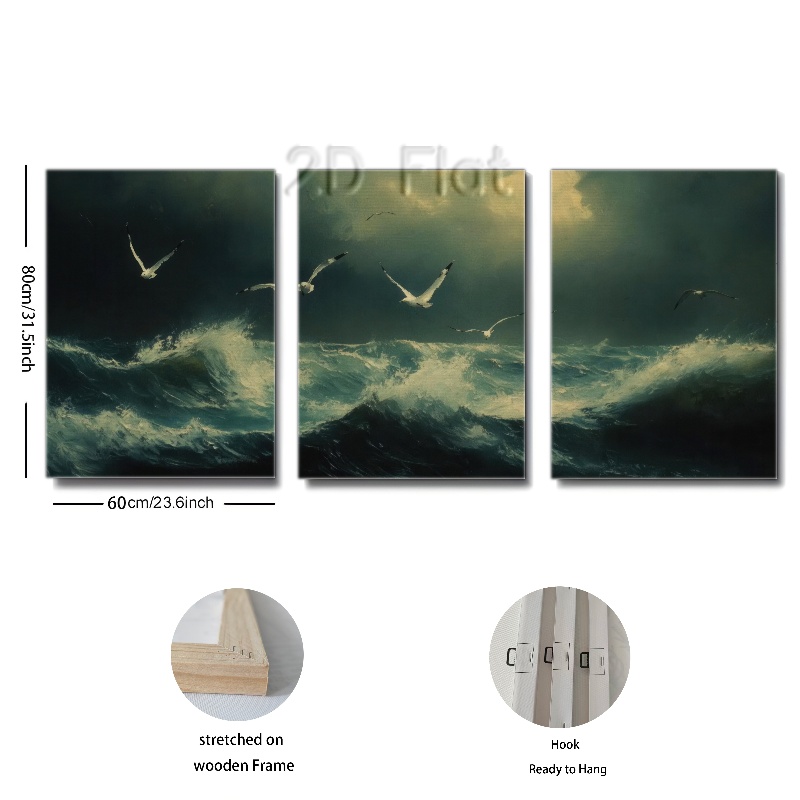 2D Flat
80cm/31.5inch
60cm/23.6inch
stretched on
wooden Frame
Hook
Ready to Hang